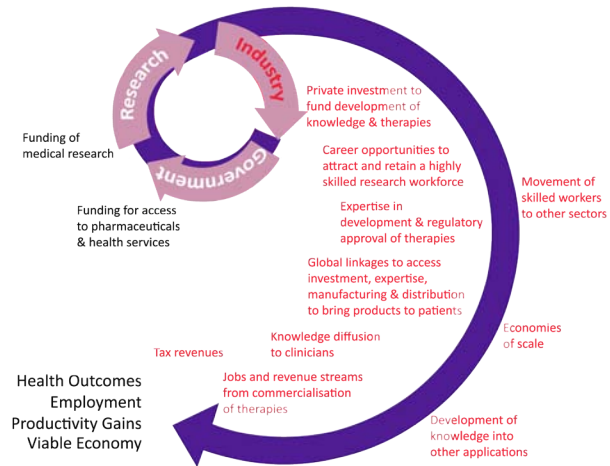 Research
Industry
Government
Funding of
medical research
Funding for access
to pharmaceuticals
& health services
Private investment to
fund development of
knowledge & therapies
Career opportunities to
attract and retain a highly
skilled research workforce
Expertise in
development & regulatory
approval of therapies
Global linkages to access
investment, expertise,
manufacturing & distribution
to bring products to patients
Knowledge diffusion
to clinicians
Tax revenues
Jobs and revenue streams
from commercialisation
of therapies
Movement of
skilled workers
to other sectors
Economies
of scale
Development of
knowledge into
other applications
Health Outcomes
Employment
Productivity Gains
Viable Economy